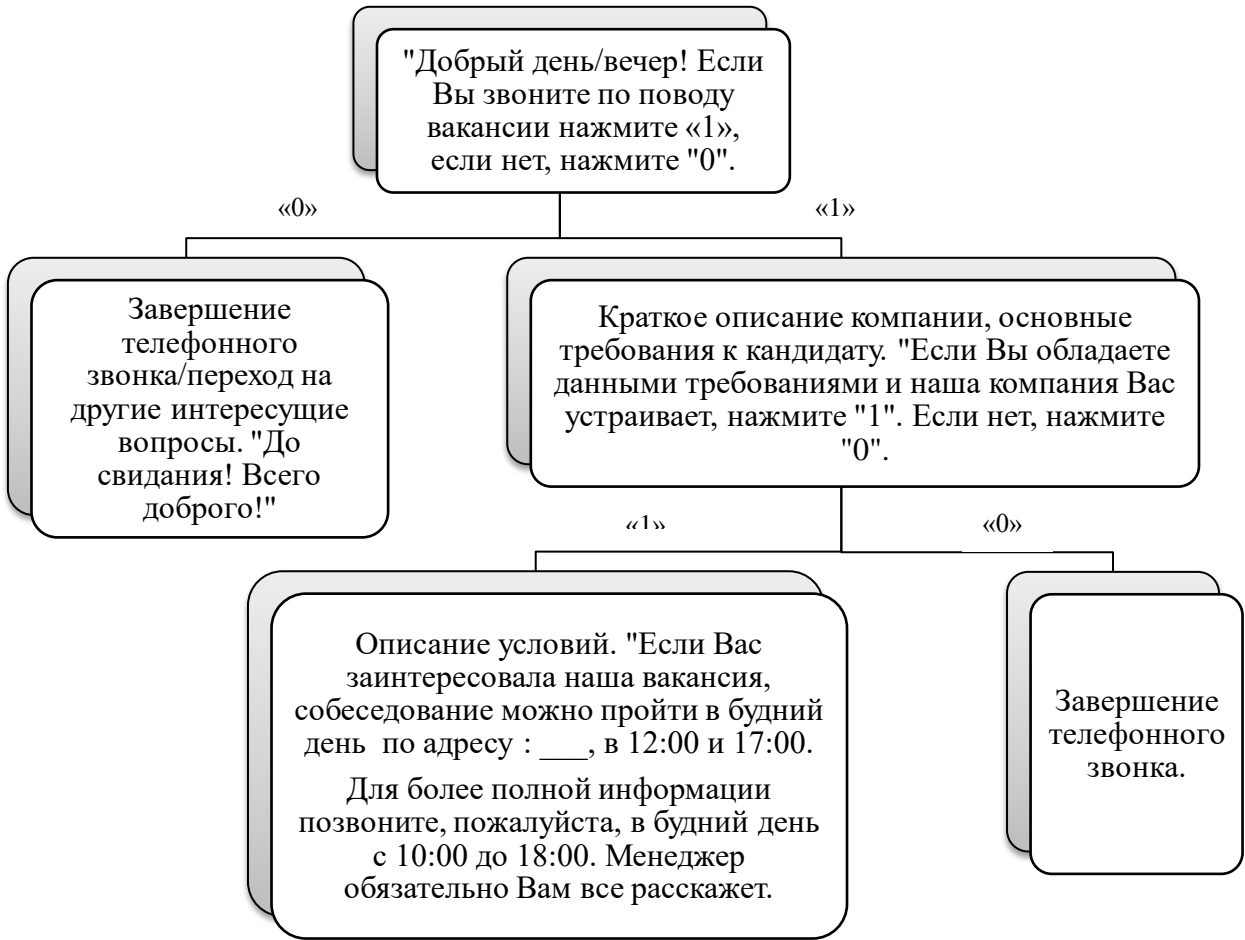 "Добрый день/вечер! Если
Вы звоните по поводу
вакансии нажмите «1»,
если нет, нажмите "0".
«0»
«1»
Завершение
телефонного
звонка/переход на
другие интересущие
вопросы. "До
свидания! Всего
доброго!"
Краткое описание компании, основные
требования к кандидату. "Если Вы обладаете
данными требованиями и наша компания Вас
устраивает, нажмите "1". Если нет, нажмите
"0".
«1»
«0»
Описание условий. "Если Вас
заинтересовала наша вакансия,
собеседование можно пройти в будний
день по адресу : ___, в 12:00 и 17:00.
Для более полной информации
позвоните, пожалуйста, в будний день
с 10:00 до 18:00. Менеджер
обязательно Вам все расскажет.
Завершение
телефонного
звонка.